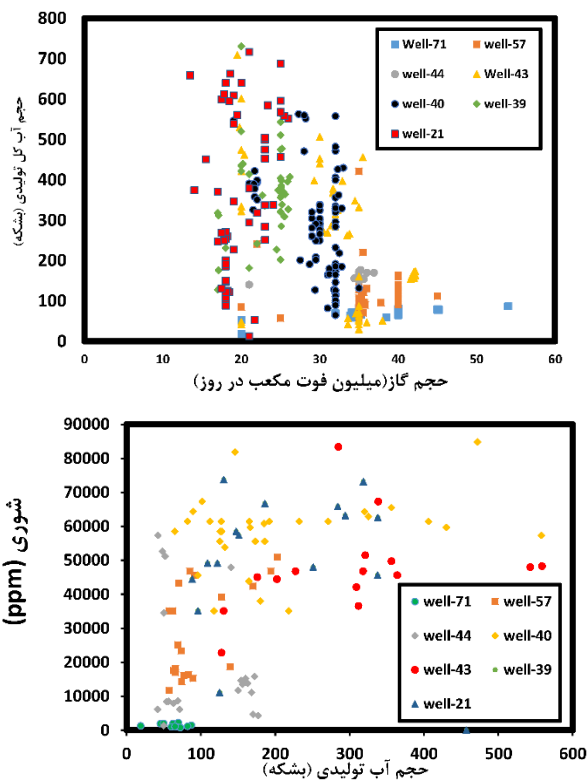 800
700
600
500
400
300
200
100
0
حجم آب کل تولیدی (بشکه)
Well-71
well-57
well-44
Well-43
well-40
well-39
well-21
0 10 20 30 40 50 60
حجم گاز(میلیون فوت مکعب در روز)
90000
80000
70000
60000
50000
40000
30000
20000
10000
0
شوری (ppm)
well-71
well-57
well-44
well-40
well-43
well-39
well-21
0 100 200 300 400 500 600
حجم آب تولیدی (بشکه)